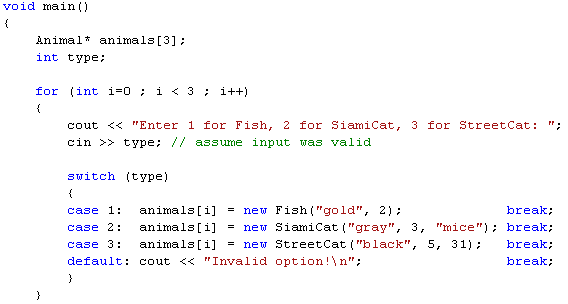 void main()
{
    Animal* animals[3];
    int type;

    for (int i=0 ; i < 3 ; i++)
    {
        cout << "Enter 1 for Fish, 2 for SiamiCat, 3 for StreetCat: ";
        cin >> type; // assume input was valid

        switch (type)
        {
        case 1:  animals[i] = new Fish("gold", 2);             break;
        case 2:  animals[i] = new SiamiCat("gray", 3, "mice"); break;
        case 3:  animals[i] = new StreetCat("black", 5, 31);   break;
        default: cout << "Invalid option!\n";                  break;
        }
    }